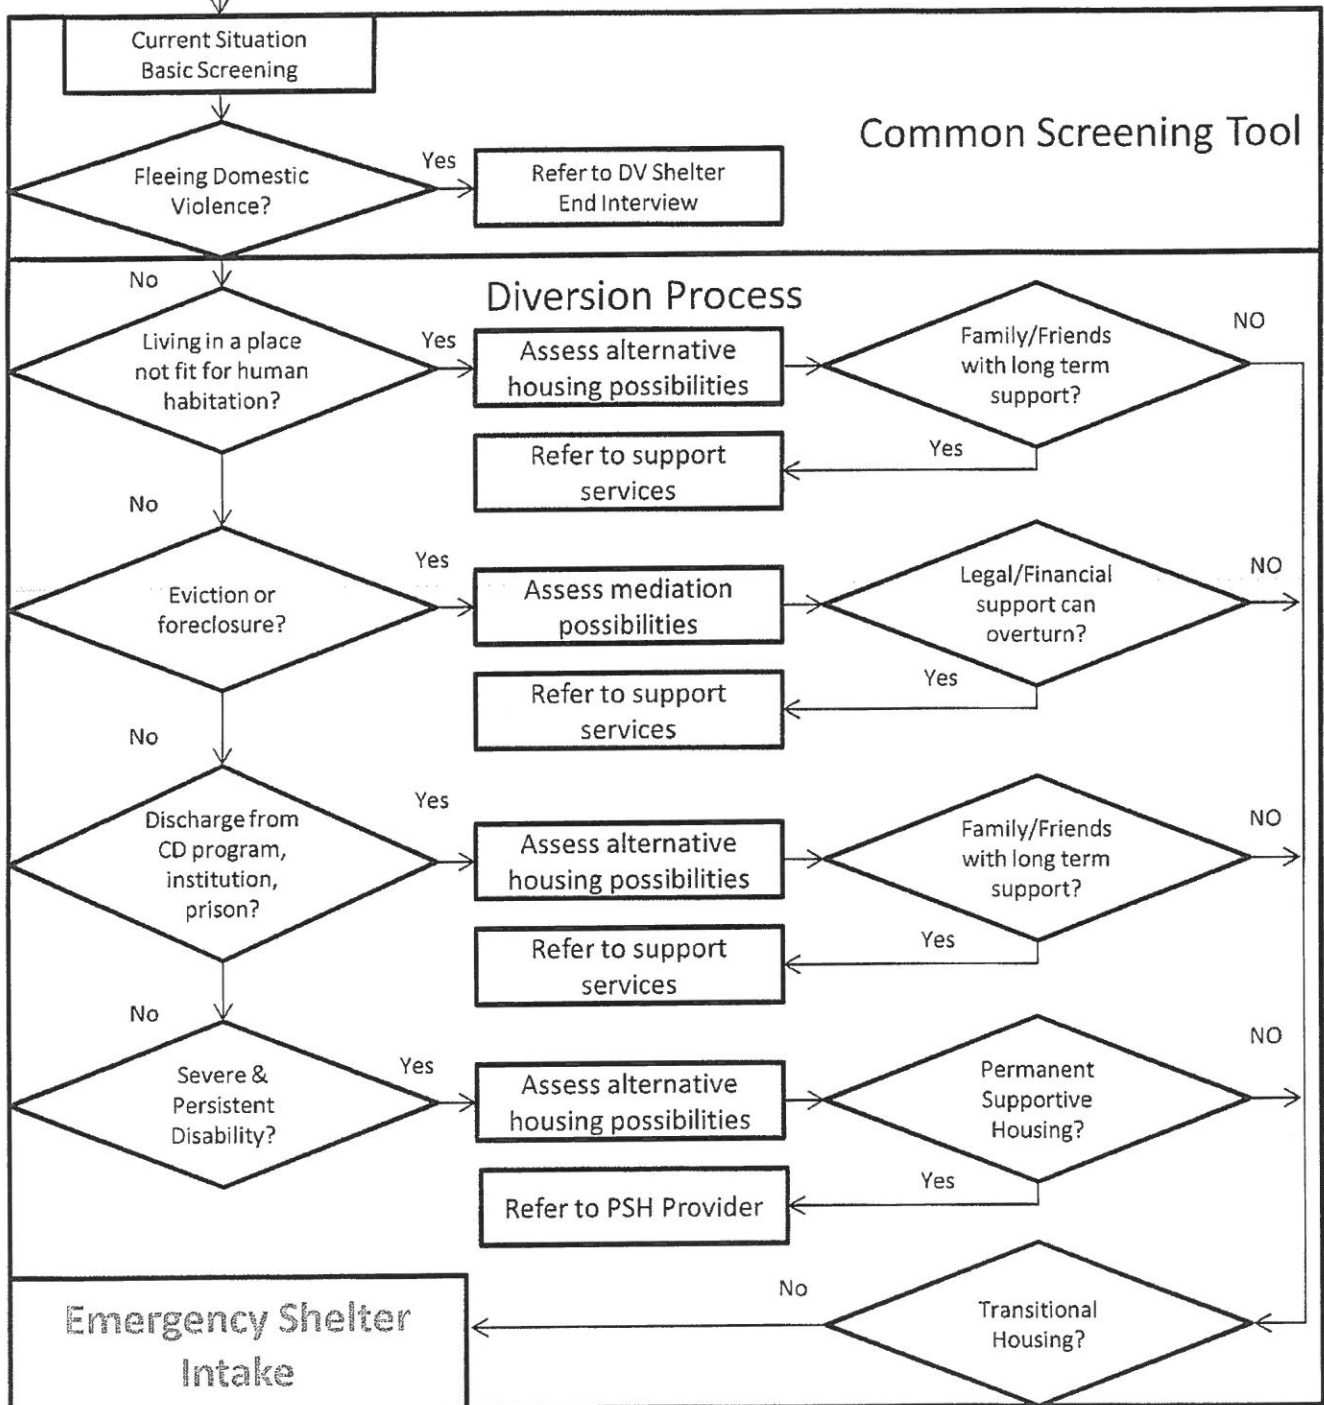 Current Situation
Basic Screening
Common Screening Tool
Fleeing Domestic
Violence?
Yes
Refer to DV Shelter
End Interview
No
Diversion Process
Living in a place
not fit for human
habitation?
Yes
Assess alternative
housing possibilities
Family/Friends
with long term
support?
NO
Yes
Refer to support
services
No
Eviction or
foreclosure?
Yes
Assess mediation
possibilities
Legal/Financial
support can
overturn?
NO
Yes
Refer to support
services
No
Discharge from
CD program,
institution,
prison?
Yes
Assess alternative
housing possibilities
Family/Friends
with long term
support?
NO
Yes
Refer to support
services
No
Severe &
Persistent
Disability?
Yes
Assess alternative
housing possibilities
Permanent
Supportive
Housing?
NO
Yes
Refer to PSH Provider
Transitional
Housing?
No
Emergency Shelter
Intake